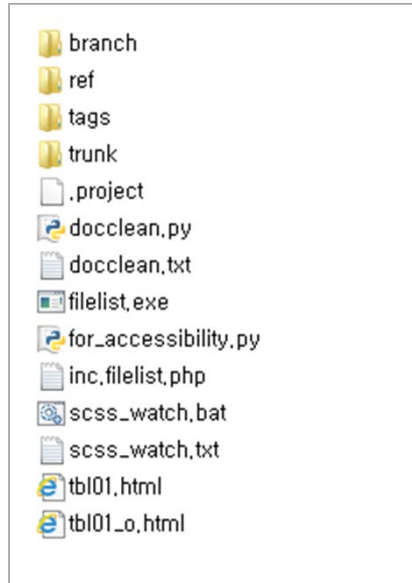 branch
ref
tags
trunk
.project
docclean.py
docclean.txt
filelist.exe
for_accessibility.py
inc.filelist.php
scss_watch.bat
scss_watch.txt
tbl01.html
tbl01_o.html